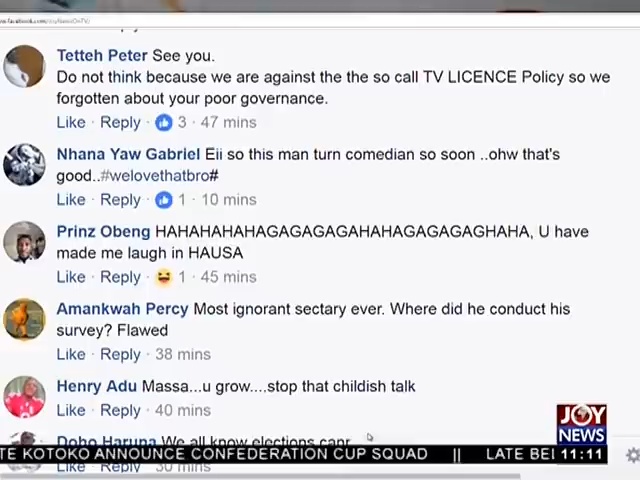 Tetteh Peter See you.
Do not think because we are against the the so call TV LICENCE Policy so we
forgotten about your poor governance.
Like · Reply · 3 · 47 mins
Nhana Yaw Gabriel Eii so this man turn comedian so soon ..ohw that's
good..#welovethatbro#
Like · Reply · 1 · 10 mins
Prinz Obeng HAHAHAHAHAGAGAGAGAHAHAGAGAGAGHAHA, U have
made me laugh in HAUSA
Like · Reply · 1 · 45 mins
Amankwah Percy Most ignorant sectary ever. Where did he conduct his
survey? Flawed
Like · Reply · 38 mins
Henry Adu Massa...u grow....stop that childish talk
Like · Reply · 40 mins
Doho Haruna We all know elections
JOY
NEWS
TE KOTOKO ANNOUNCE CONFEDERATION CUP SQUAD || LATE BEI 11:11
Like · Reply · 30 mins